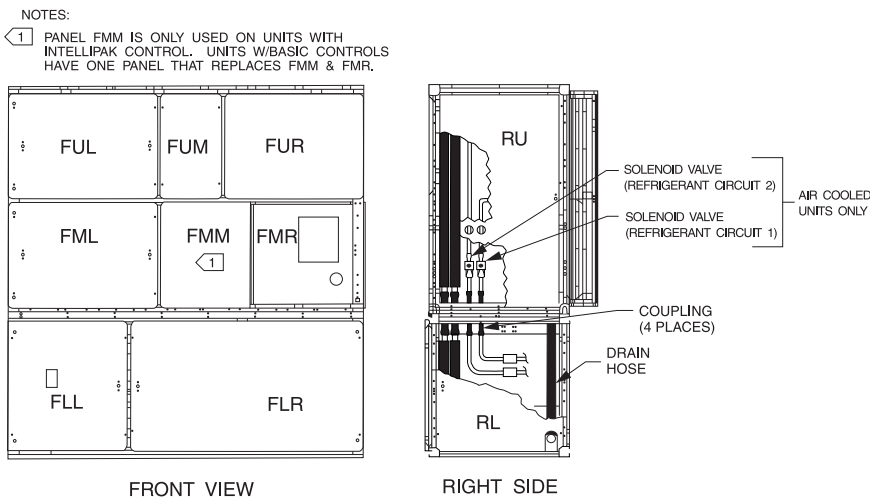 NOTES:
1 PANEL FMM IS ONLY USED ON UNITS WITH
INTELLIPAK CONTROL. UNITS W/BASIC CONTROLS
HAVE ONE PANEL THAT REPLACES FMM & FMR.
FUL FUM FUR
FML FMM FMR
1
FLL FLR
FRONT VIEW
RU
SOLENOID VALVE
(REFRIGERANT CIRCUIT 2)
SOLENOID VALVE
(REFRIGERANT CIRCUIT 1)
AIR COOLED
UNITS ONLY
COUPLING
(4 PLACES)
DRAIN
HOSE
RL
RIGHT SIDE